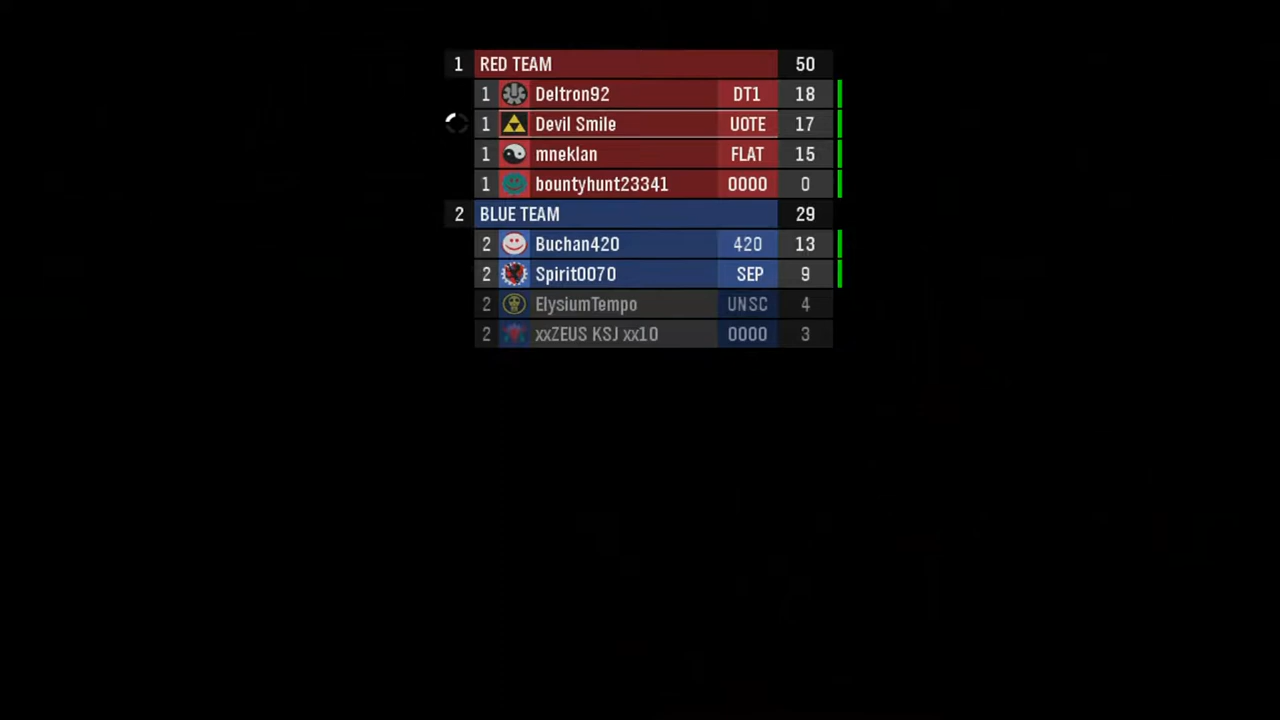 1 RED TEAM 50
1 Deltron92 DT1 18
1 Devil Smile UOTE 17
1 mneklan FLAT 15
1 bountyhunt23341 0000 0
2 BLUE TEAM 29
2 Buchan420 420 13
2 Spirit0070 SEP 9
2 ElysiumTempo UNSC 4
2 xxZEUS KSJ xx10 0000 3